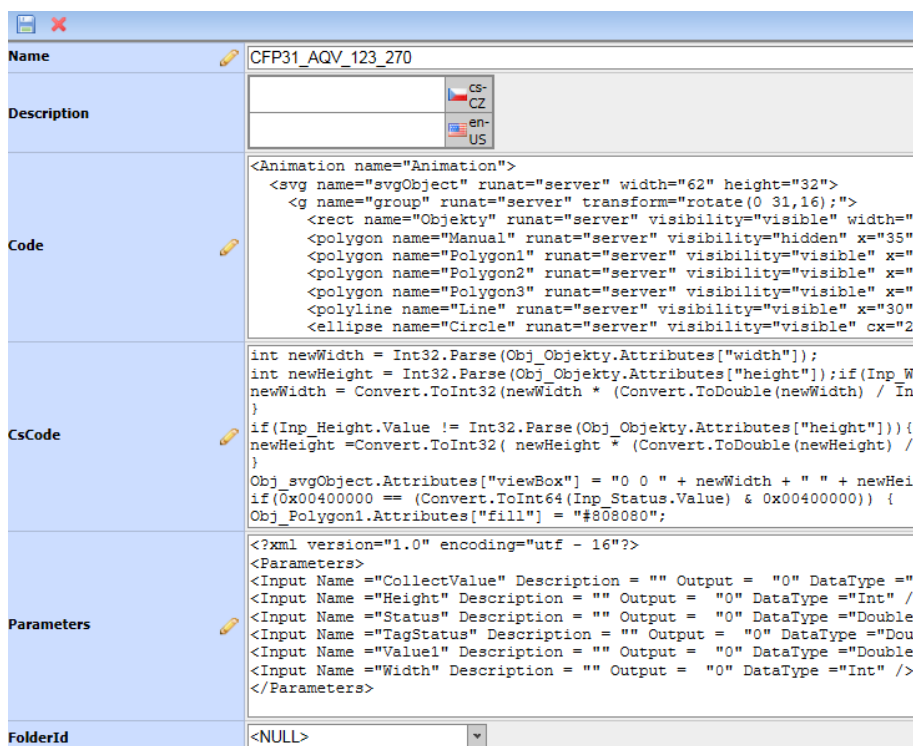 Name
CFP31_AQV_123_270
Description
cs-
CZ
en-
US
Code
<Animation name="Animation">
<svg name="svgObject" runat="server" width="62" height="32">
<g name="group" runat="server" transform="rotate(0 31,16);">
<rect name="Objekty" runat="server" visibility="visible" width="
<polygon name="Manual" runat="server" visibility="hidden" x="35"
<polygon name="Polygon1" runat="server" visibility="visible" x="
<polygon name="Polygon2" runat="server" visibility="visible" x="
<polygon name="Polygon3" runat="server" visibility="visible" x="
<polyline name="Line" runat="server" visibility="visible" x="30"
<ellipse name="Circle" runat="server" visibility="visible" cx="2
CsCode
int newWidth = Int32.Parse(Obj_Objekty.Attributes["width"]);
int newHeight = Int32.Parse(Obj_Objekty.Attributes["height"]);if(Inp_W
newWidth = Convert.ToInt32(newWidth * (Convert.ToDouble(newWidth) / In
}
if(Inp_Height.Value != Int32.Parse(Obj_Objekty.Attributes["height"])){
newHeight =Convert.ToInt32( newHeight * (Convert.ToDouble(newHeight) /
}
Obj_svgObject.Attributes["viewBox"] = "0 0 " + newWidth + " " + newHei
if(0x00400000 == (Convert.ToInt64(Inp_Status.Value) & 0x00400000)) {
Obj_Polygon1.Attributes["fill"] = "#808080";
Parameters
<?xml version="1.0" encoding="utf - 16"?>
<Parameters>
<Input Name ="CollectValue" Description = "" Output =  "0" DataType ="
<Input Name ="Height" Description = "" Output =  "0" DataType ="Int" /
<Input Name ="Status" Description = "" Output =  "0" DataType ="Double
<Input Name ="TagStatus" Description = "" Output =  "0" DataType ="Dou
<Input Name ="Value1" Description = "" Output =  "0" DataType ="Double
<Input Name ="Width" Description = "" Output =  "0" DataType ="Int" />
</Parameters>
FolderId
<NULL>